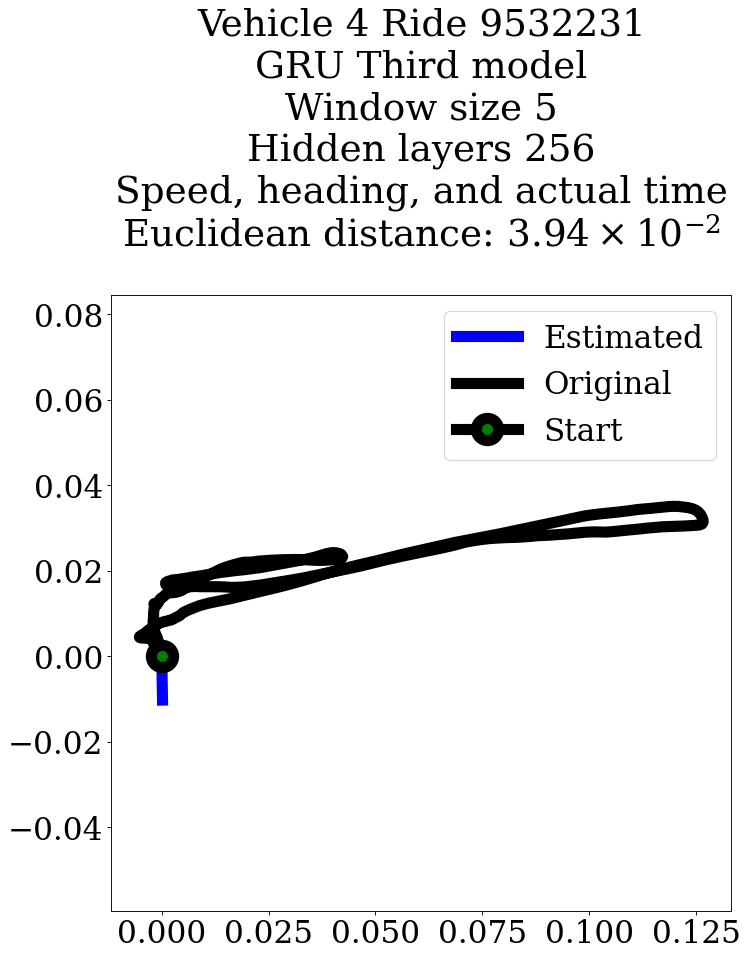 Vehicle 4 Ride 9532231
GRU Third model
Window size 5
Hidden layers 256
Speed, heading, and actual time
Euclidean distance: 3.94 × 10⁻²
Estimated
Original
Start
0.08
0.06
0.04
0.02
0.00
−0.02
−0.04
0.000 0.025 0.050 0.075 0.100 0.125